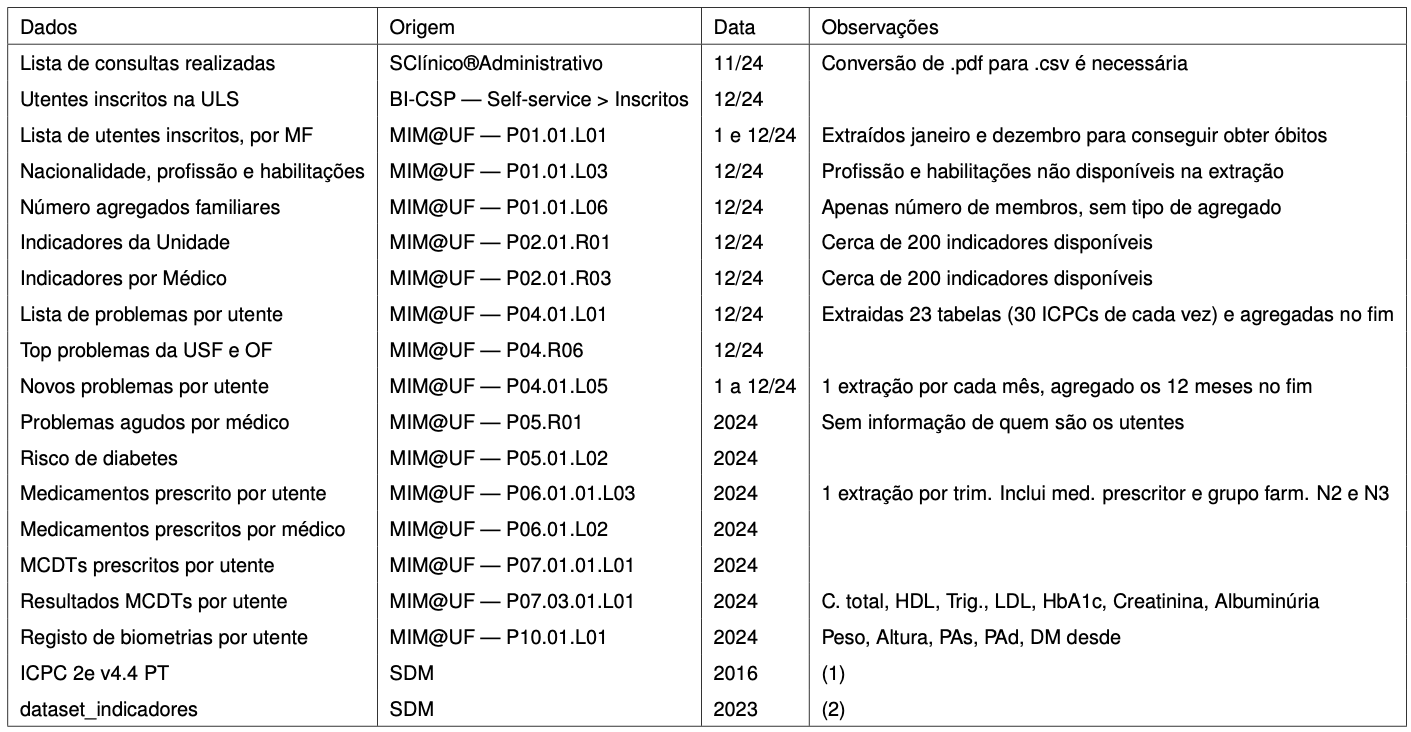 Dados Origem Data Observações
Lista de consultas realizadas SClínico®Administrativo 11/24 Conversão de .pdf para .csv é necessária
Utentes inscritos na ULS BI-CSP — Self-service > Inscritos 12/24
Lista de utentes inscritos, por MF MIM@UF — P01.01.L01 1 e 12/24 Extraídos janeiro e dezembro para conseguir obter óbitos
Nacionalidade, profissão e habilitações MIM@UF — P01.01.L03 12/24 Profissão e habilitações não disponíveis na extração
Número agregados familiares MIM@UF — P01.01.L06 12/24 Apenas número de membros, sem tipo de agregado
Indicadores da Unidade MIM@UF — P02.01.R01 12/24 Cerca de 200 indicadores disponíveis
Indicadores por Médico MIM@UF — P02.01.R03 12/24 Cerca de 200 indicadores disponíveis
Lista de problemas por utente MIM@UF — P04.01.L01 12/24 Extraidas 23 tabelas (30 ICPCs de cada vez) e agregadas no fim
Top problemas da USF e OF MIM@UF — P04.R06 12/24
Novos problemas por utente MIM@UF — P04.01.L05 1 a 12/24 1 extração por cada mês, agregado os 12 meses no fim
Problemas agudos por médico MIM@UF — P05.R01 2024 Sem informação de quem são os utentes
Risco de diabetes MIM@UF — P05.01.L02 2024
Medicamentos prescrito por utente MIM@UF — P06.01.01.L03 2024 1 extração por trim. Inclui med. prescritor e grupo farm. N2 e N3
Medicamentos prescritos por médico MIM@UF — P06.01.L02 2024
MCDTs prescritos por utente MIM@UF — P07.01.01.L01 2024
Resultados MCDTs por utente MIM@UF — P07.03.01.L01 2024 C. total, HDL, Trig., LDL, HbA1c, Creatinina, Albuminúria
Registo de biometrias por utente MIM@UF — P10.01.L01 2024 Peso, Altura, PAs, PAd, DM desde
ICPC 2e v4.4 PT SDM 2016 (1)
dataset_indicadores SDM 2023 (2)